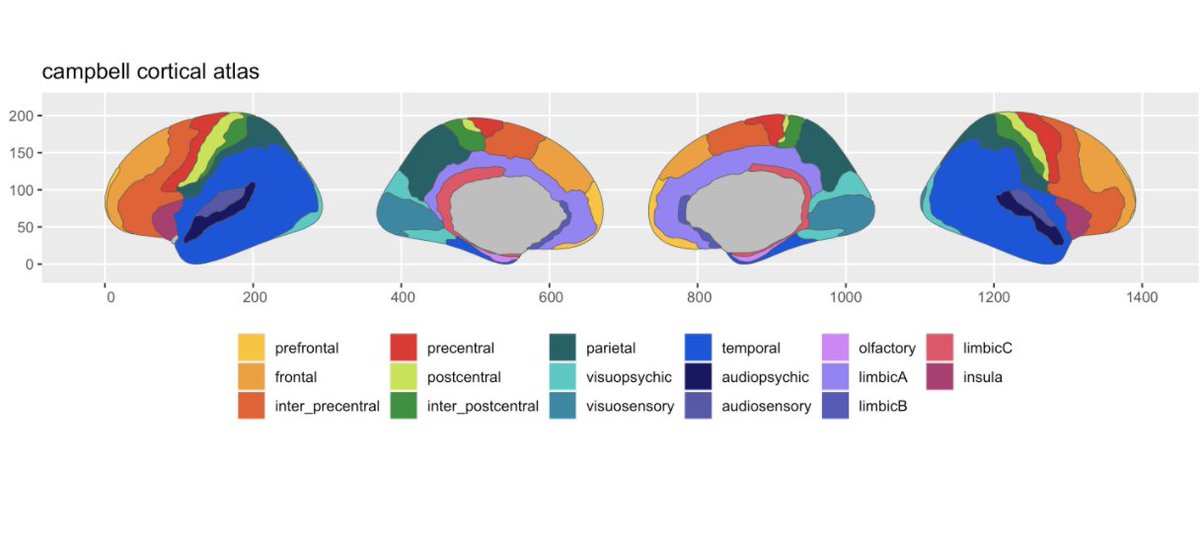 campbell cortical atlas
200
150
100
50
0
0 200 400 600 800 1000 1200 1400
prefrontal precentral parietal temporal olfactory limbicC
frontal postcentral visuopsychic audiopsychic limbicA insula
inter_precentral inter_postcentral visuosensory audiosensory limbicB